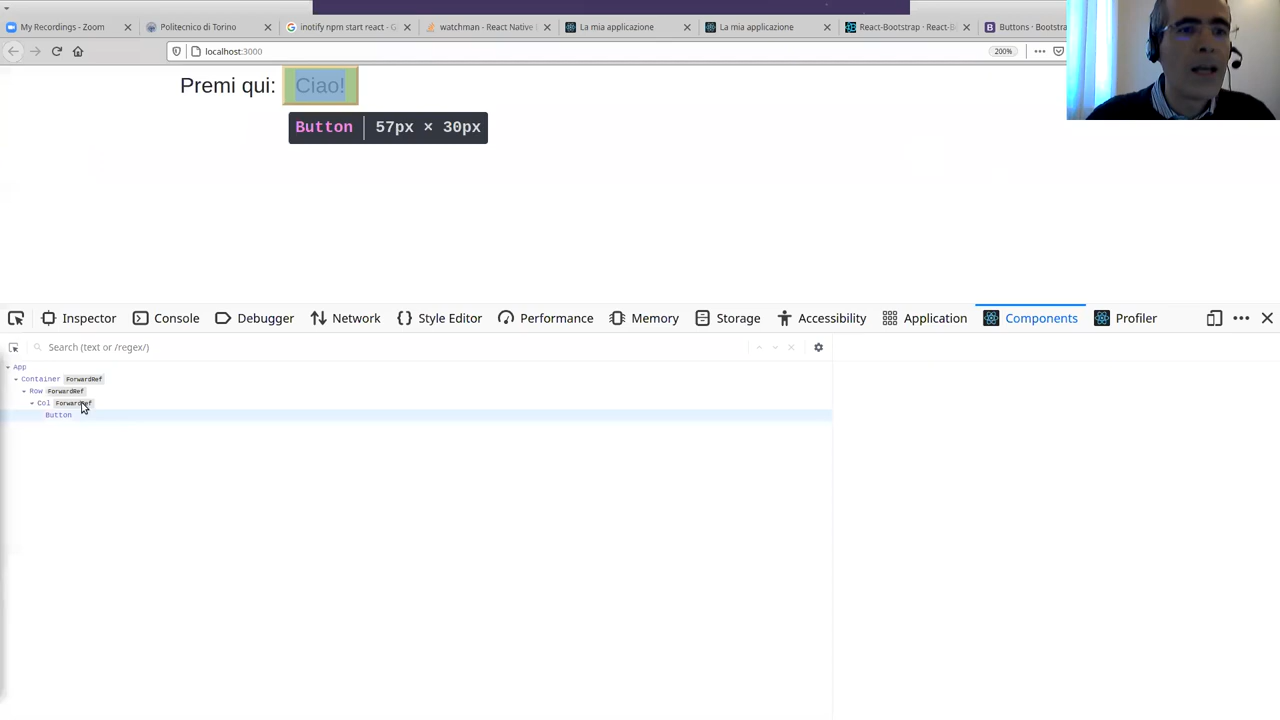 My Recordings - Zoom
Politecnico di Torino
inotify npm start react - G
watchman - React Native
La mia applicazione
La mia applicazione
React-Bootstrap · React-B
Buttons · Bootstra
localhost:3000
200%
Premi qui: Ciao!
Button | 57px × 30px
Inspector
Console
Debugger
Network
Style Editor
Performance
Memory
Storage
Accessibility
Application
Components
Profiler
Search (text or /regex/)
App
Container ForwardRef
Row ForwardRef
Col ForwardRef
Button